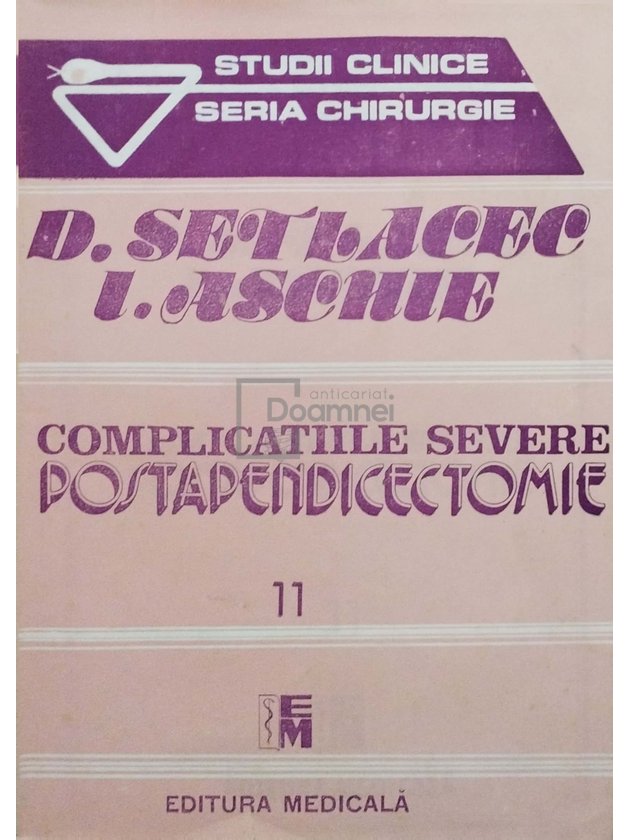 STUDII CLINICE
SERIA CHIRURGIE
D. SETLACEC
I. ASCHIE
anticariat
Doamnei
COMPLICATIILE SEVERE
POSTAPENDICECTOMIE
11
EM
EDITURA MEDICALĂ